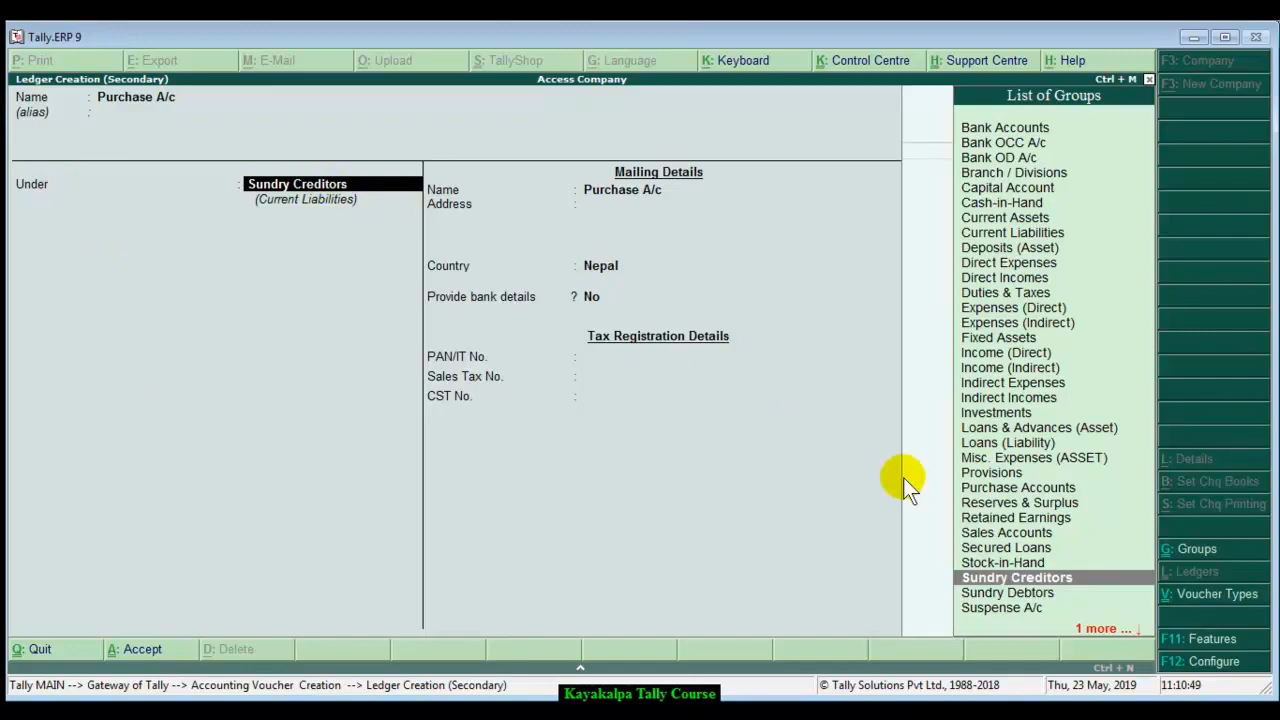 Tally.ERP 9
P: Print E: Export M: E-Mail O: Upload S: TallyShop G: Language K: Keyboard K: Control Centre H: Support Centre H: Help
Ledger Creation (Secondary) Access Company Ctrl + M
Name : Purchase A/c
(alias) :
Under : Sundry Creditors
(Current Liabilities)
Mailing Details
Name : Purchase A/c
Address :
Country : Nepal
Provide bank details ? No
Tax Registration Details
PAN/IT No. :
Sales Tax No. :
CST No. :
List of Groups
Bank Accounts
Bank OCC A/c
Bank OD A/c
Branch / Divisions
Capital Account
Cash-in-Hand
Current Assets
Current Liabilities
Deposits (Asset)
Direct Expenses
Direct Incomes
Duties & Taxes
Expenses (Direct)
Expenses (Indirect)
Fixed Assets
Income (Direct)
Income (Indirect)
Indirect Expenses
Indirect Incomes
Investments
Loans & Advances (Asset)
Loans (Liability)
Misc. Expenses (ASSET)
Provisions
Purchase Accounts
Reserves & Surplus
Retained Earnings
Sales Accounts
Secured Loans
Stock-in-Hand
Sundry Creditors
Sundry Debtors
Suspense A/c
1 more ... ↓
F3: Company
F3: New Company
L: Details
B: Set Chq Books
S: Set Chq Printing
G: Groups
L: Ledgers
V: Voucher Types
F11: Features
F12: Configure
Q: Quit A: Accept D: Delete
Ctrl + N
Tally MAIN --> Gateway of Tally --> Accounting Voucher Creation --> Ledger Creation (Secondary) © Tally Solutions Pvt Ltd., 1988-2018 Thu, 23 May, 2019 11:10:49
Kayakalpa Tally Course